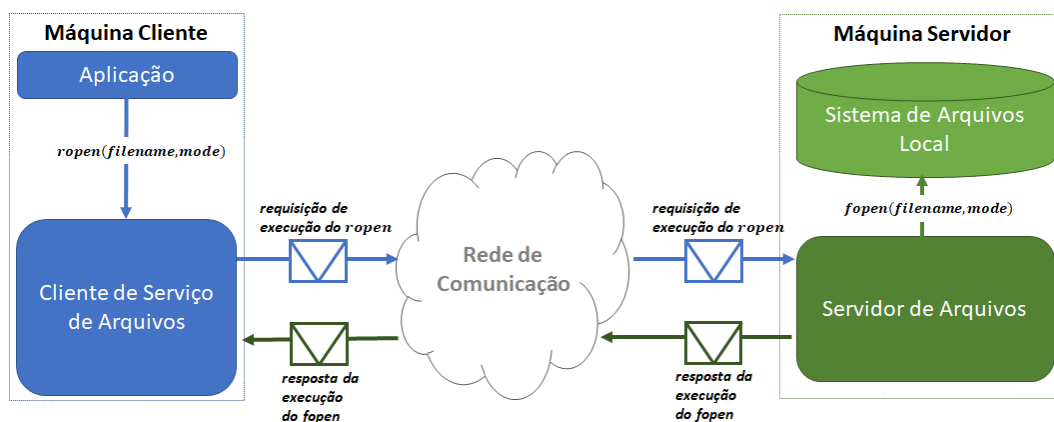 Máquina Cliente
Aplicação
ropen(filename,mode)
Cliente de Serviço
de Arquivos
requisição de
execução do ropen
resposta da
execução
do fopen
Rede de
Comunicação
requisição de
execução do ropen
resposta da
execução
do fopen
Máquina Servidor
Sistema de Arquivos
Local
fopen(filename,mode)
Servidor de Arquivos